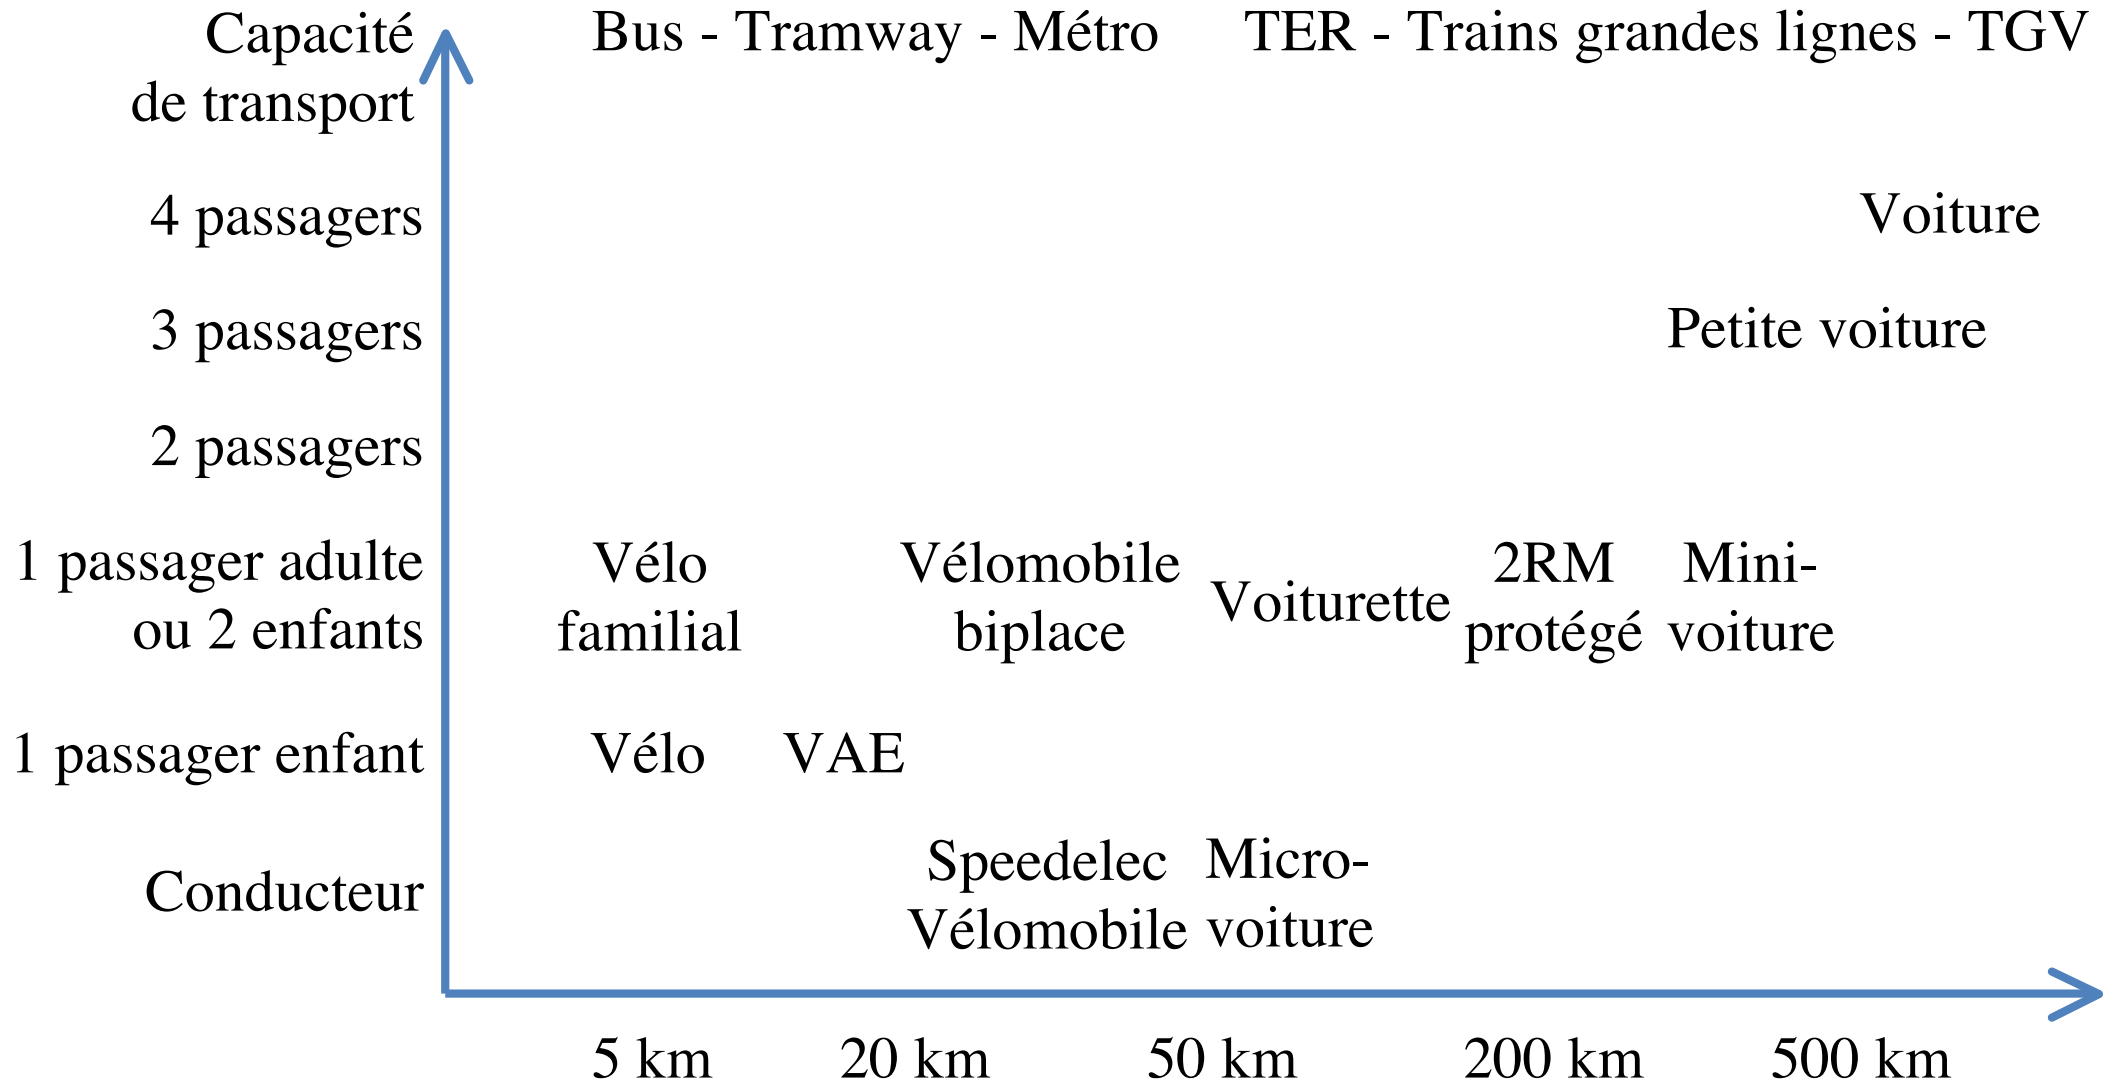 Capacité
de transport
Bus - Tramway - Métro
TER - Trains grandes lignes - TGV
4 passagers
Voiture
3 passagers
Petite voiture
2 passagers
1 passager adulte
ou 2 enfants
Vélo
familial
Vélomobile
biplace
Voiturette
2RM
protégé
Mini-
voiture
1 passager enfant
Vélo
VAE
Conducteur
Speedelec
Vélomobile
Micro-
voiture
5 km
20 km
50 km
200 km
500 km